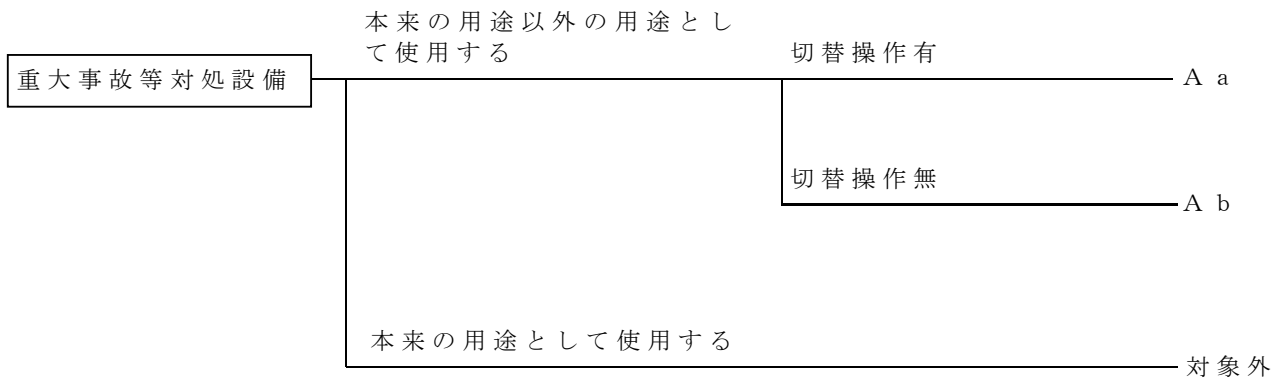 本来の用途以外の用途とし
て使用する
切替操作有
重大事故等対処設備
A a
切替操作無
A b
本来の用途として使用する
対象外